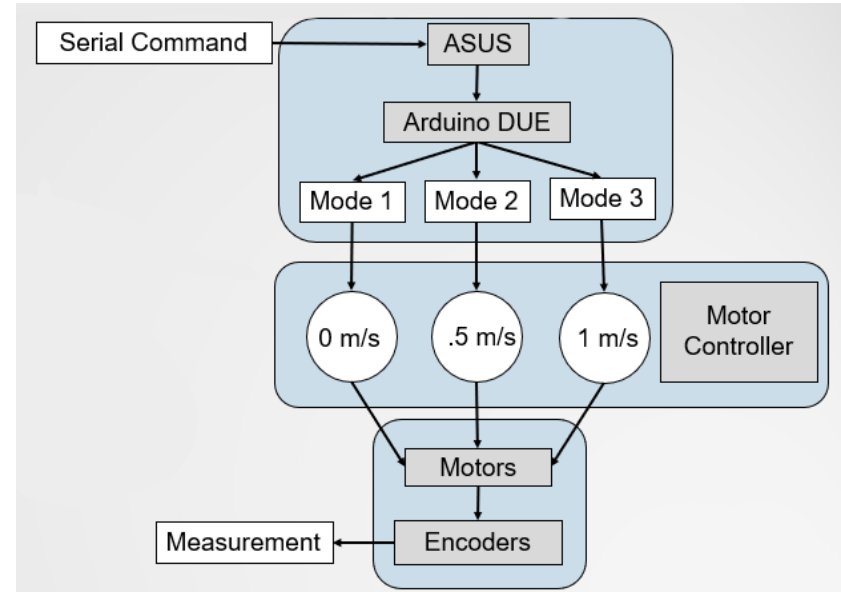 Serial Command
ASUS
Arduino DUE
Mode 1
Mode 2
Mode 3
0 m/s
.5 m/s
1 m/s
Motor
Controller
Motors
Encoders
Measurement